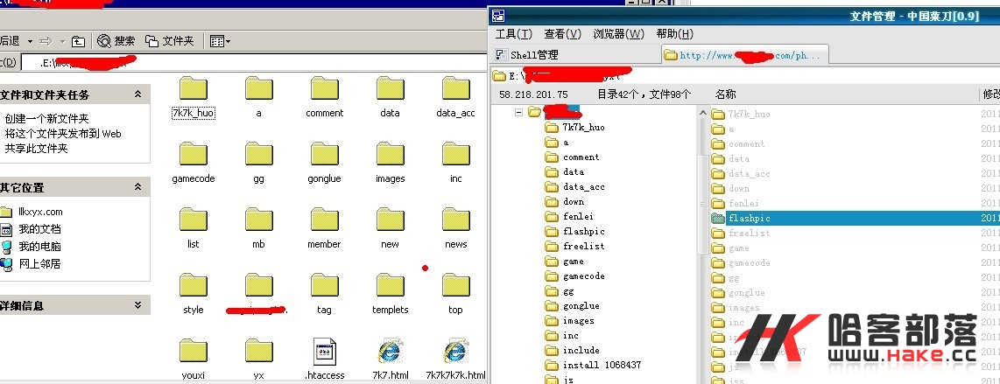 后退
搜索
文件夹
(D)
E:\
文件和文件夹任务
创建一个新文件夹
将这个文件夹发布到 Web
共享此文件夹
其它位置
llkxyx.com
我的文档
我的电脑
网上邻居
详细信息
7k7k_huo a comment data data_acc
gamecode gg gonglue images inc
list mb member new news
style tag templets top
youxi yx .htaccess 7k7.html 7k7k7k7k.html
文件管理 - 中国菜刀[0.9]
工具(T) 查看(V) 浏览器(W) 帮助(H)
Shell管理
http://www. com/ph...
E:\
58.218.201.75 目录42个，文件98个
名称
7k7k_huo
a
comment
data
data_acc
down
fenlei
flashpic
freelist
game
gamecode
gg
gonglue
images
inc
include
install_1068437
js
7k7k_huo 2011
a 2011
comment 2011
data 2011
data_acc 2011
down 2011
fenlei 2011
flashpic 2011
freelist 2011
game 2011
gamecode 2011
gg 2011
gonglue 2011
images
inc
js
HK 哈客部落
www.Hake.cc